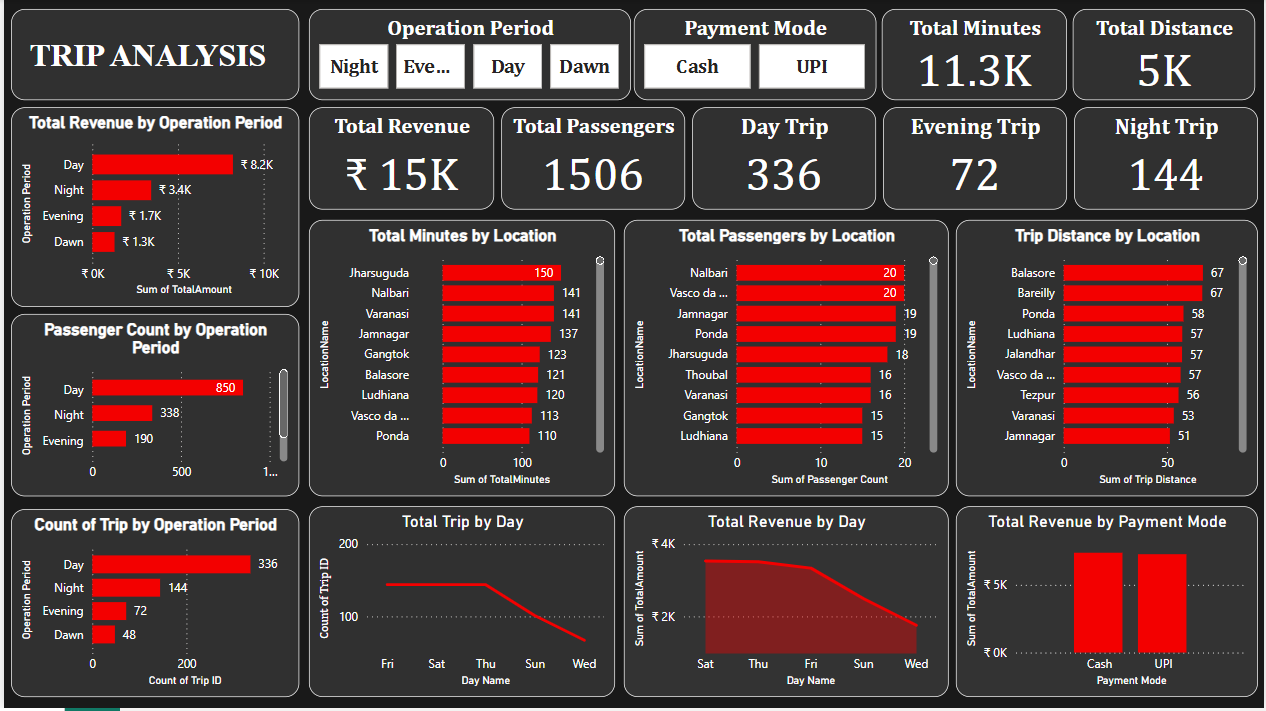 TRIP ANALYSIS
Operation Period
Night Eve... Day Dawn
Payment Mode
Cash UPI
Total Minutes
11.3K
Total Distance
5K
Total Revenue by Operation Period
Operation Period
Day ₹ 8.2K
Night ₹ 3.4K
Evening ₹ 1.7K
Dawn ₹ 1.3K
₹ 0K ₹ 5K ₹ 10K
Sum of TotalAmount
Total Revenue
₹ 15K
Total Passengers
1506
Day Trip
336
Evening Trip
72
Night Trip
144
Passenger Count by Operation
Period
Operation Period
Day 850
Night 338
Evening 190
0 500 1...
Total Minutes by Location
LocationName
Jharsuguda 150
Nalbari 141
Varanasi 141
Jamnagar 137
Gangtok 123
Balasore 121
Ludhiana 120
Vasco da ... 113
Ponda 110
0 100
Sum of TotalMinutes
Total Passengers by Location
LocationName
Nalbari 20
Vasco da ... 20
Jamnagar 19
Ponda 19
Jharsuguda 18
Thoubal 16
Varanasi 16
Gangtok 15
Ludhiana 15
0 10 20
Sum of Passenger Count
Trip Distance by Location
LocationName
Balasore 67
Bareilly 67
Ponda 58
Ludhiana 57
Jalandhar 57
Vasco da ... 57
Tezpur 56
Varanasi 53
Jamnagar 51
0 50
Sum of Trip Distance
Count of Trip by Operation Period
Operation Period
Day 336
Night 144
Evening 72
Dawn 48
0 200
Count of Trip ID
Total Trip by Day
Count of Trip ID
200
100
Fri Sat Thu Sun Wed
Day Name
Total Revenue by Day
Sum of TotalAmount
₹ 4K
₹ 2K
Sat Thu Fri Sun Wed
Day Name
Total Revenue by Payment Mode
Sum of TotalAmount
₹ 5K
₹ 0K
Cash UPI
Payment Mode